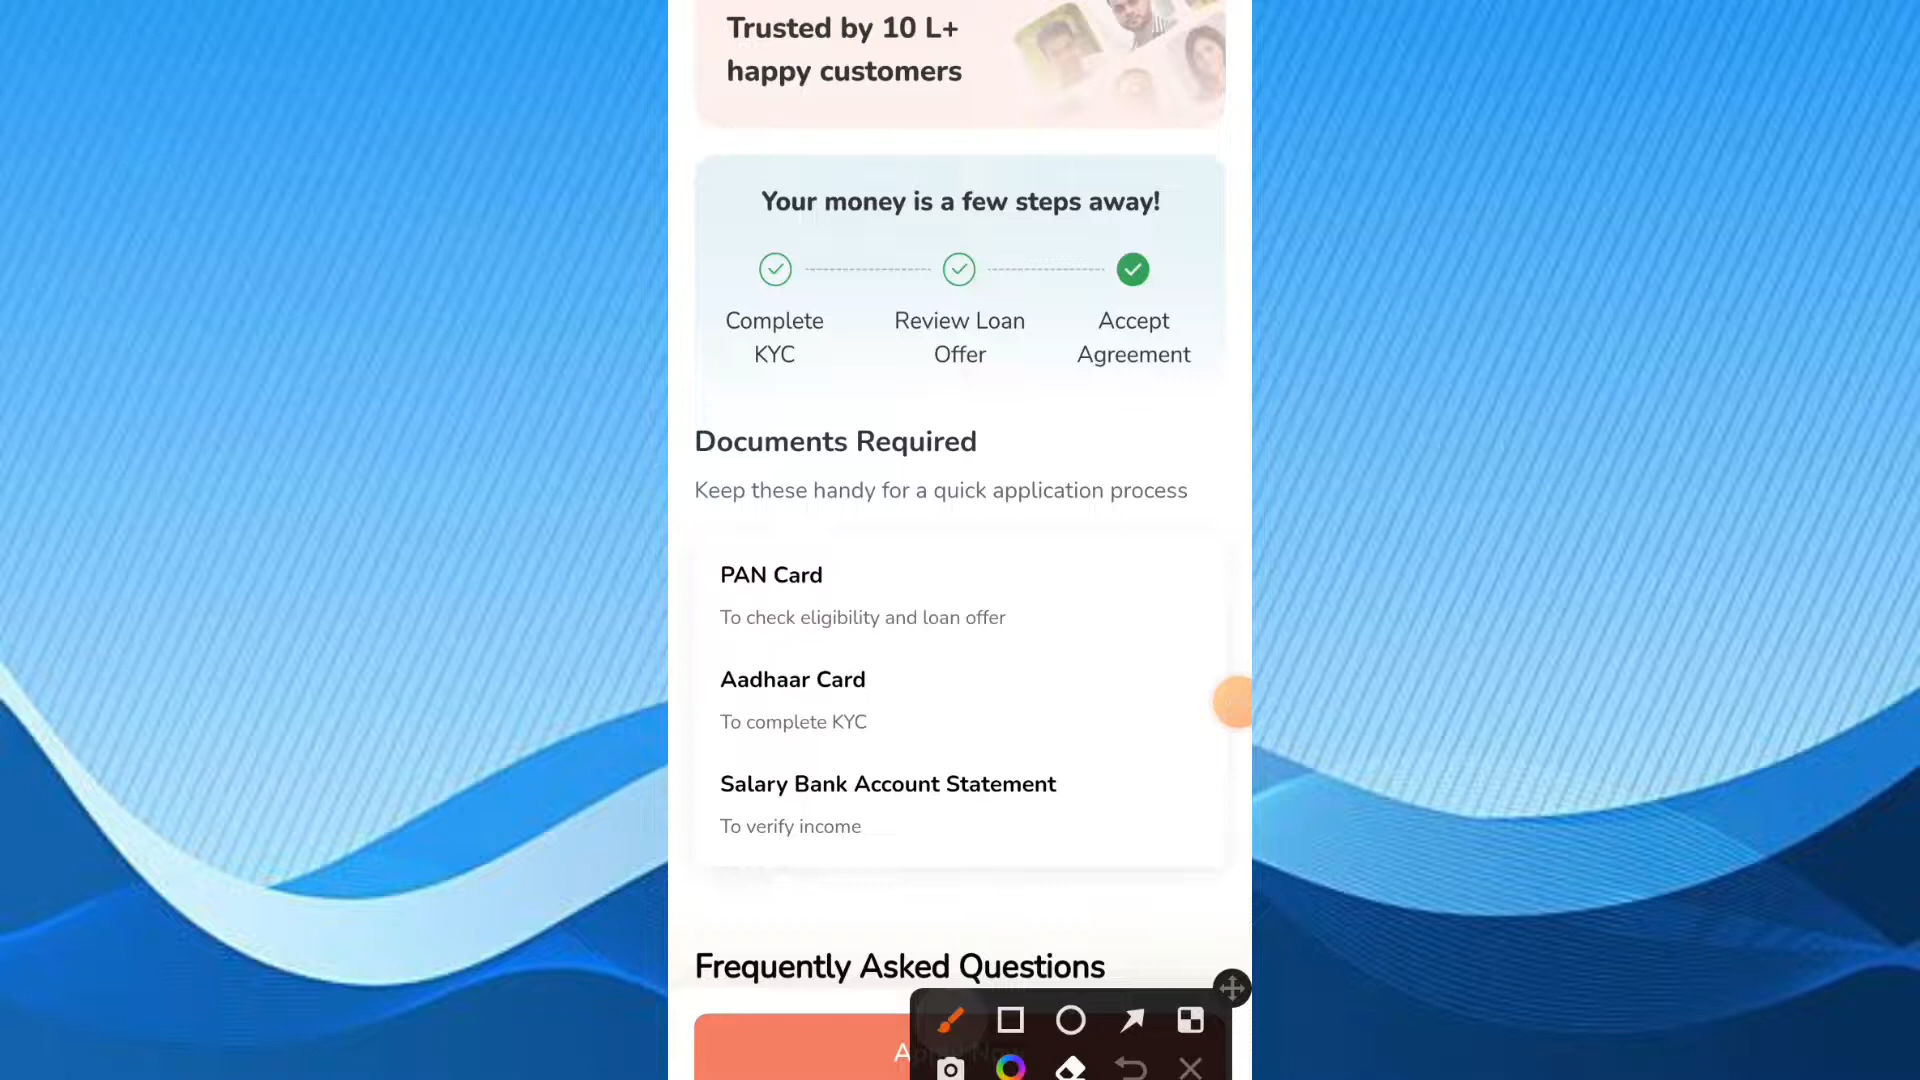 Trusted by 10 L+
happy customers
Your money is a few steps away!
Complete
KYC
Review Loan
Offer
Accept
Agreement
Documents Required
Keep these handy for a quick application process
PAN Card
To check eligibility and loan offer
Aadhaar Card
To complete KYC
Salary Bank Account Statement
To verify income
Frequently Asked Questions
Apply Now